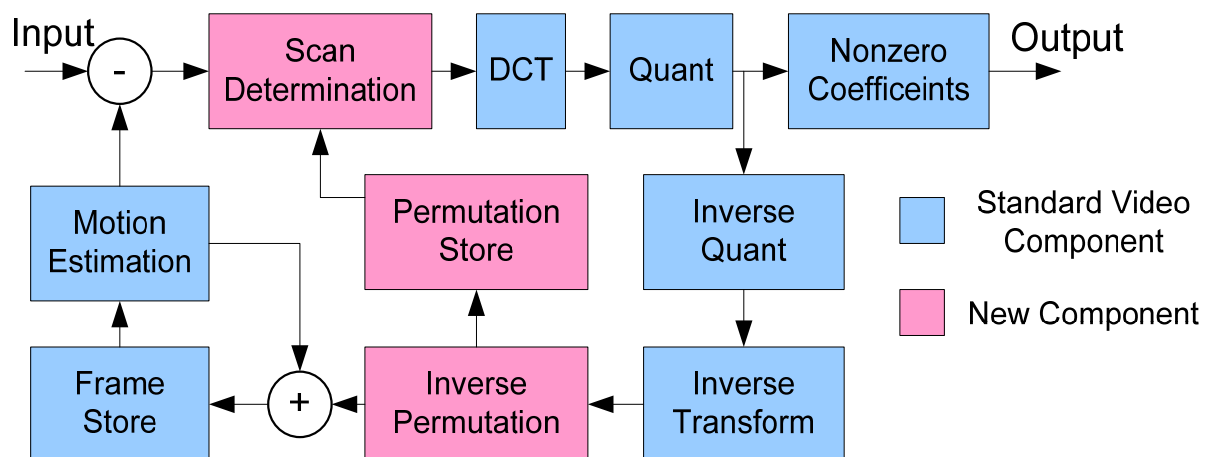 Input
-
Scan
Determination
DCT
Quant
Nonzero
Coefficeints
Output
Motion
Estimation
Permutation
Store
Inverse
Quant
Standard Video
Component
New Component
Frame
Store
+
Inverse
Permutation
Inverse
Transform